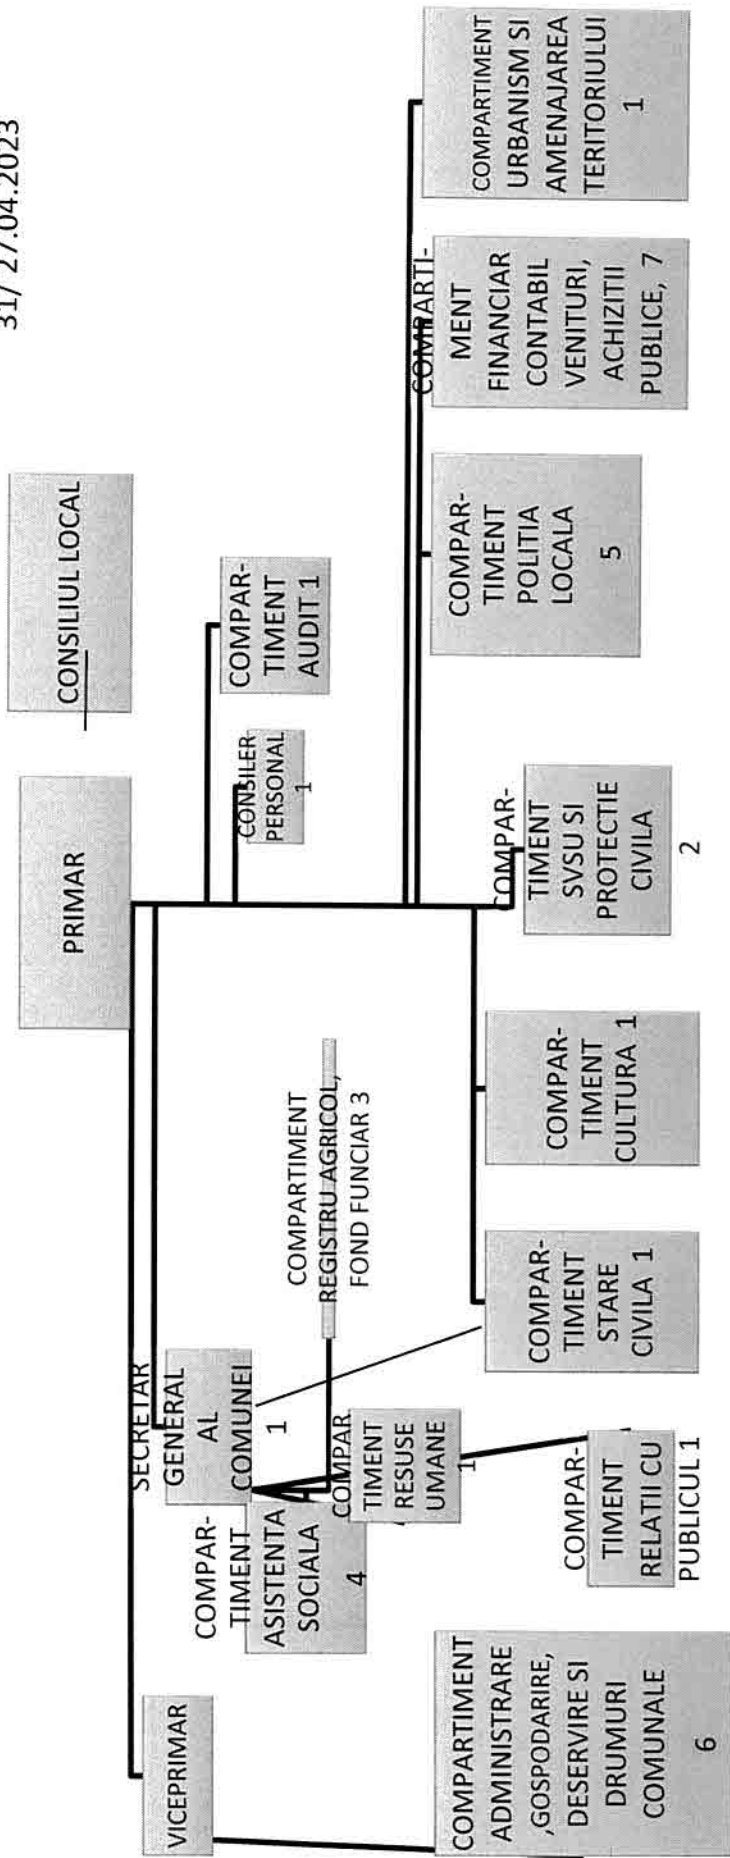 31/ 27.04.2023
CONSILIUL LOCAL
PRIMAR
COMPAR-
TIMENT
AUDIT 1
CONSILER
PERSONAL
1
VICEPRIMAR
SECRETAR
GENERAL
AL
COMUNEI
1
COMPARTIMENT
REGISTRU AGRICOL,
FOND FUNCIAR 3
COMPAR-
TIMENT
ASISTENTA
SOCIALA
4
COMPAR
TIMENT
RESUSE
UMANE
1
COMPAR-
TIMENT
RELATII CU
PUBLICUL 1
COMPARTIMENT
ADMINISTRARE
,GOSPODARIRE,
DESERVIRE SI
DRUMURI
COMUNALE
6
COMPAR-
TIMENT
STARE
CIVILA 1
COMPAR-
TIMENT
CULTURA 1
COMPAR-
TIMENT
SVSU SI
PROTECTIE
CIVILA
2
COMPAR-
TIMENT
POLITIA
LOCALA
5
COMPARTI-
MENT
FINANCIAR
CONTABIL
VENITURI,
ACHIZITII
PUBLICE, 7
COMPARTIMENT
URBANISM SI
AMENAJAREA
TERITORIULUI
1